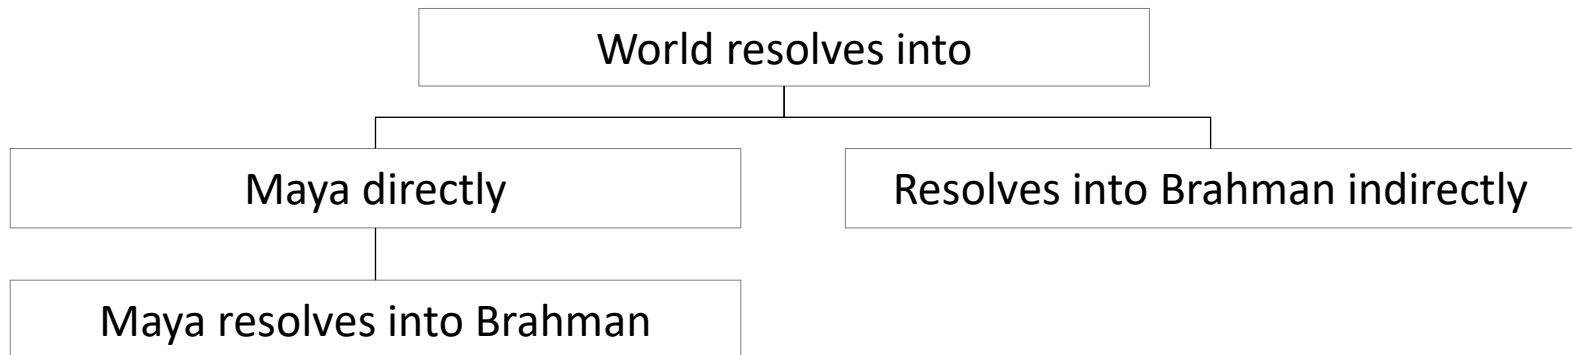 World resolves into
Maya directly
Resolves into Brahman indirectly
Maya resolves into Brahman